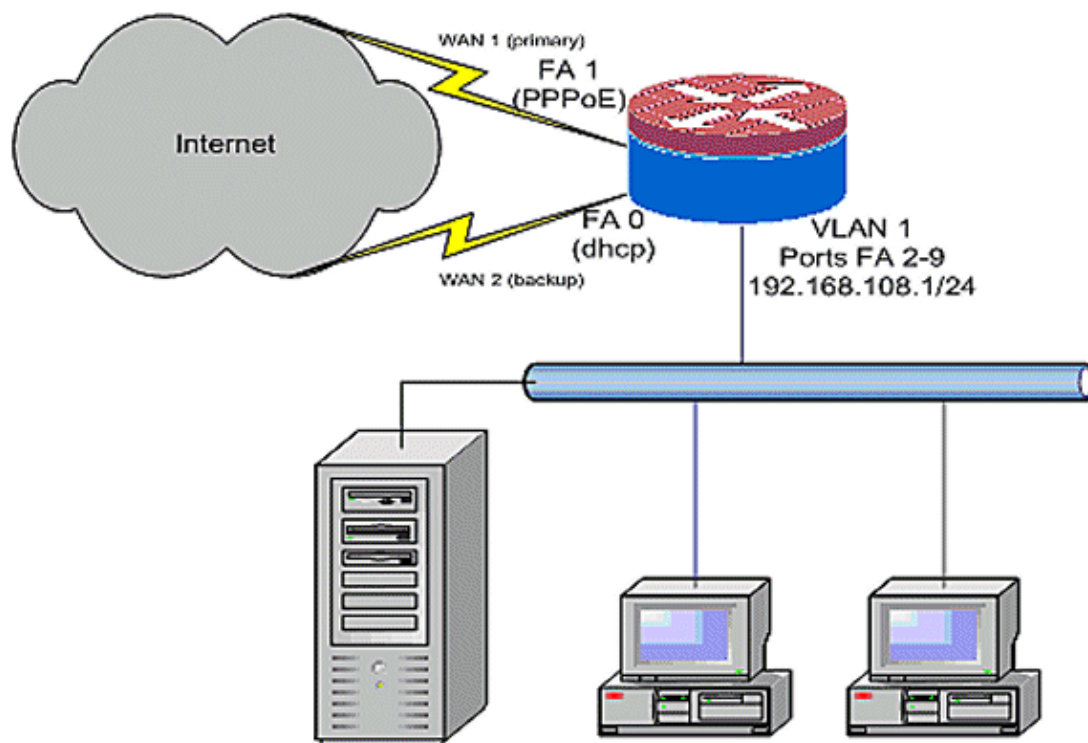 WAN 1 (primary)
FA 1
(PPPoE)
Internet
FA 0
(dhcp)
WAN 2 (backup)
VLAN 1
Ports FA 2-9
192.168.108.1/24